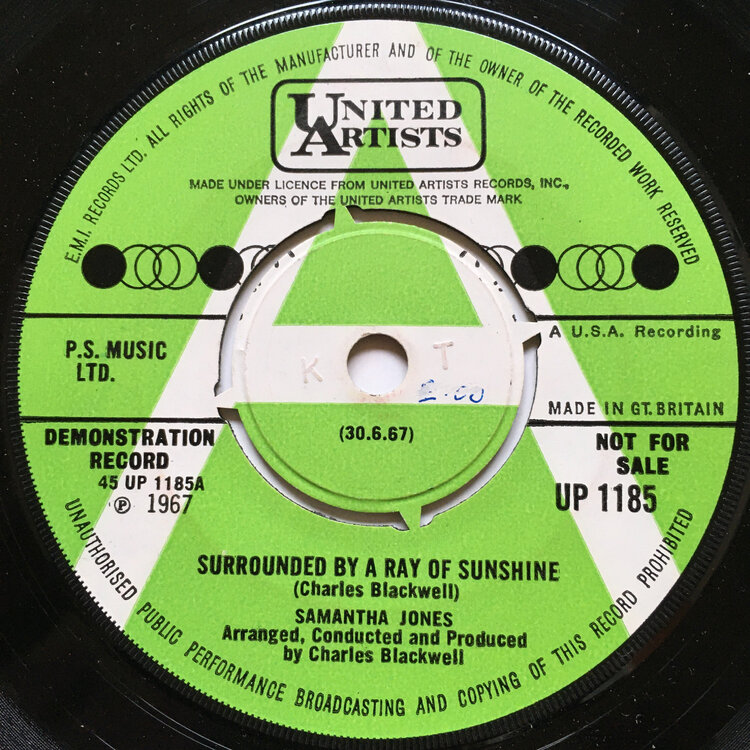 E.M.I. RECORDS LTD. ALL RIGHTS OF THE MANUFACTURER AND OF THE OWNER OF THE RECORDED WORK RESERVED
UNITED
ARTISTS
MADE UNDER LICENCE FROM UNITED ARTISTS RECORDS, INC.,
OWNERS OF THE UNITED ARTISTS TRADE MARK
P.S. MUSIC
LTD.
A U.S.A. Recording
K T
£-00
MADE IN GT. BRITAIN
(30.6.67)
DEMONSTRATION
RECORD
45 UP 1185A
℗ 1967
NOT FOR
SALE
UP 1185
SURROUNDED BY A RAY OF SUNSHINE
(Charles Blackwell)
SAMANTHA JONES
Arranged, Conducted and Produced
by Charles Blackwell
UNAUTHORISED PUBLIC PERFORMANCE BROADCASTING AND COPYING OF THIS RECORD PROHIBITED